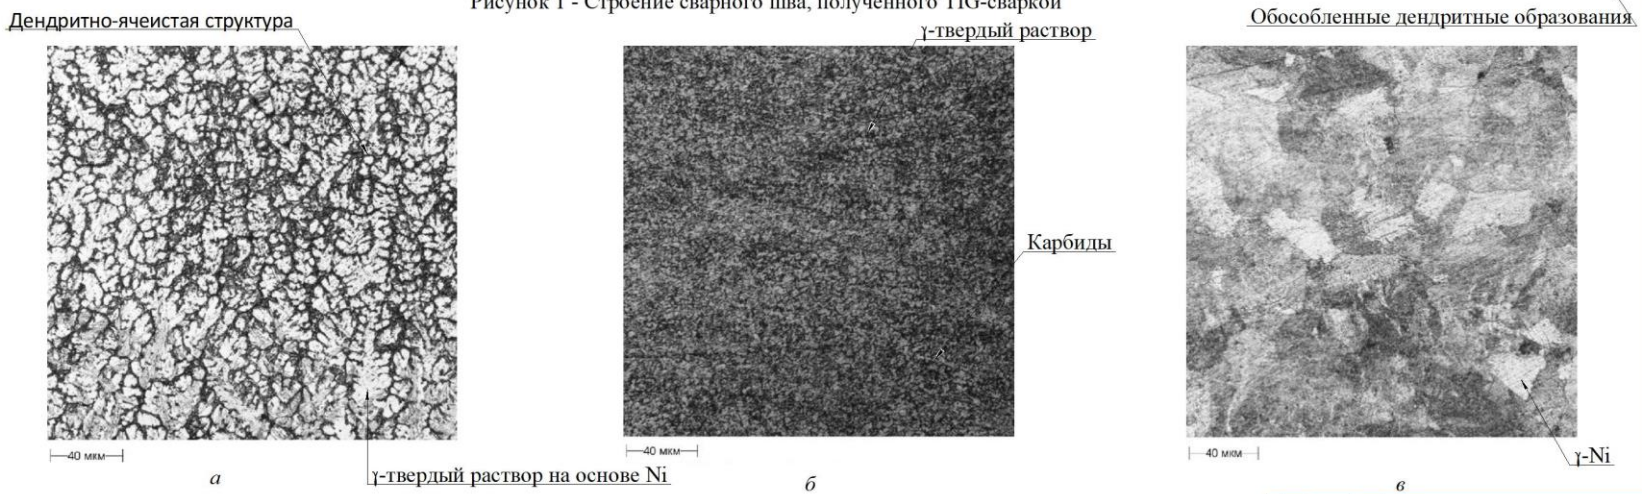 Рисунок 1 - Строение сварного шва, полученного TIG-сваркой
Дендритно-ячеистая структура
γ-твердый раствор
Обособленные дендритные образования
Карбиды
40 мкм
γ-твердый раствор на основе Ni
а
40 мкм
б
40 мкм
γ-Ni
в